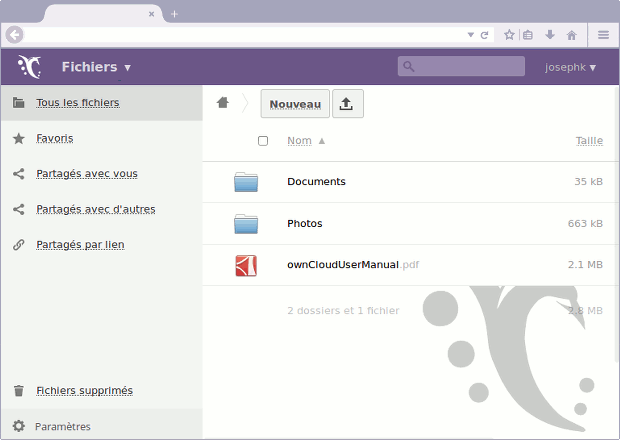 Fichiers ▼
josephk ▼
Tous les fichiers
Favoris
Partagés avec vous
Partagés avec d'autres
Partagés par lien
Fichiers supprimés
Paramètres
Nouveau
Nom ▲ Taille
Documents 35 kB
Photos 663 kB
ownCloudUserManual.pdf 2.1 MB
2 dossiers et 1 fichier 2.8 MB